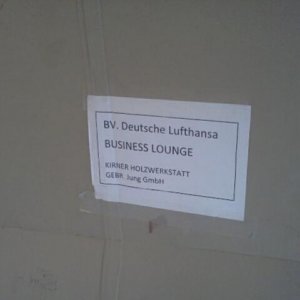 BV. Deutsche Lufthansa
BUSINESS LOUNGE
KIRNER HOLZWERKSTATT
GEBR. Jung GmbH